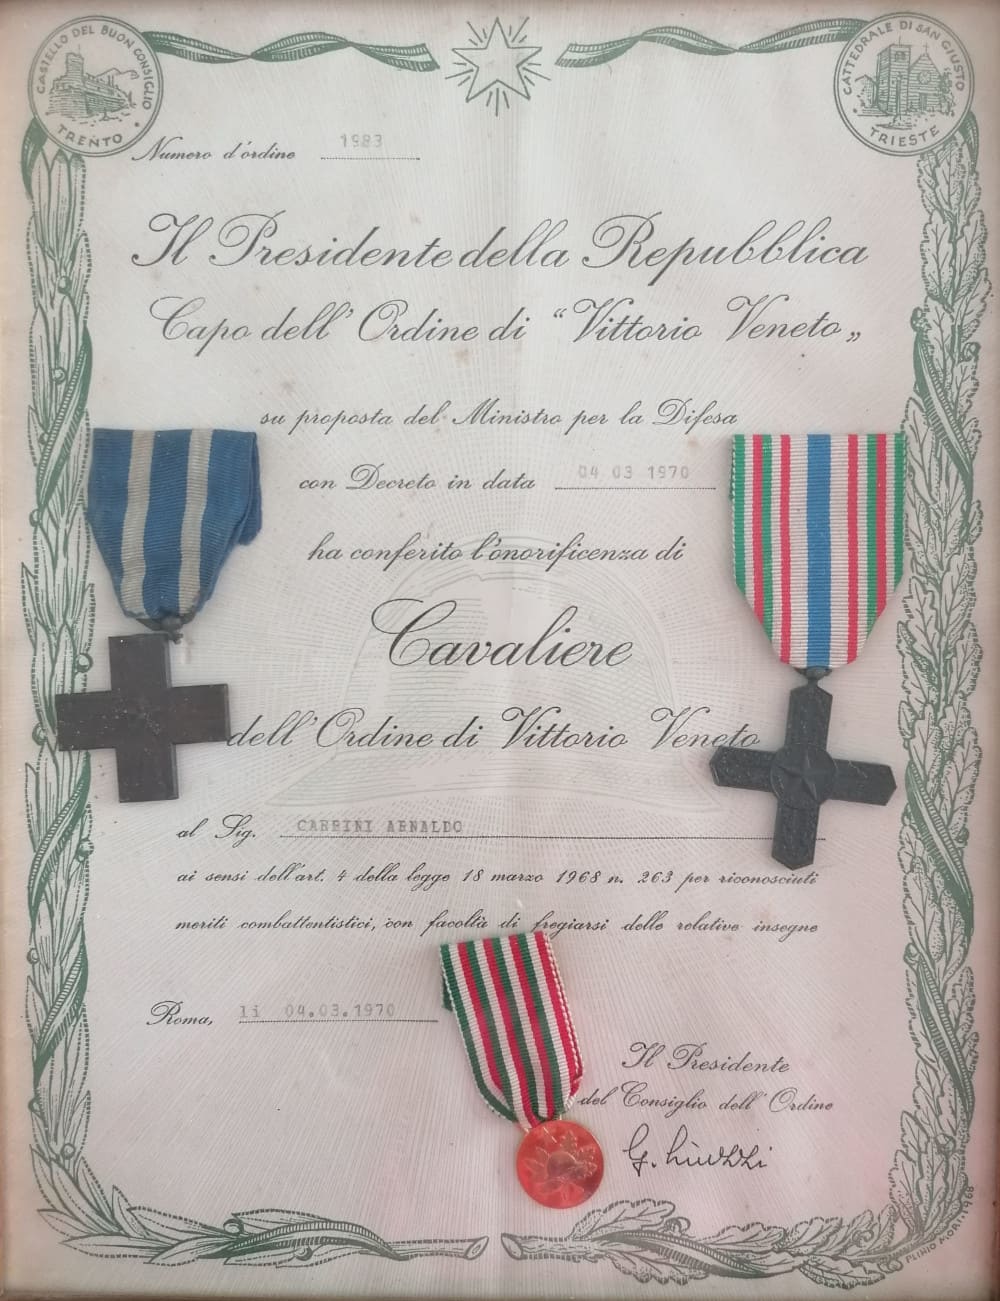 CASTELLO DEL BUON CONSIGLIO
TRENTO
CATTEDRALE DI SAN GIUSTO
TRIESTE
Numero d'ordine 1983
Il Presidente della Repubblica
Capo dell' Ordine di “Vittorio Veneto„
su proposta del Ministro per la Difesa
con Decreto in data 04 03 1970
ha conferito l'onorificenza di
Cavaliere
dell' Ordine di Vittorio Veneto
al Sig. CARBINI ARNALDO
ai sensi dell'art. 4 della legge 18 marzo 1968 n. 263 per riconosciuti
meriti combattentistici, con facoltà di fregiarsi delle relative insegne
Roma, li 04.03.1970
Il Presidente
del Consiglio dell' Ordine
G. Liuzzi
1968